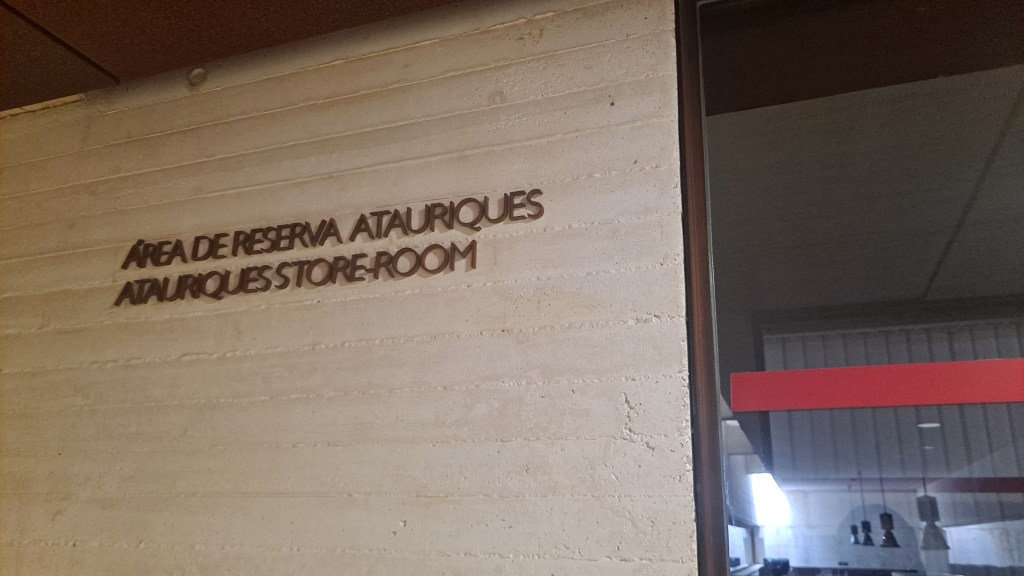 ÁREA DE RESERVA ATAURIQUES
ATAURIQUES STORE-ROOM